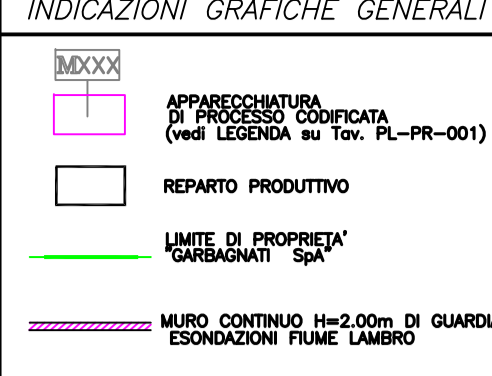 INDICAZIONI GRAFICHE GENERALI
MXXX
APPARECCHIATURA
DI PROCESSO CODIFICATA
(vedi LEGENDA su Tav. PL-PR-001)
REPARTO PRODUTTIVO
LIMITE DI PROPRIETA'
"GARBAGNATI SpA"
MURO CONTINUO H=2.00m DI GUARDIA
ESONDAZIONI FIUME LAMBRO